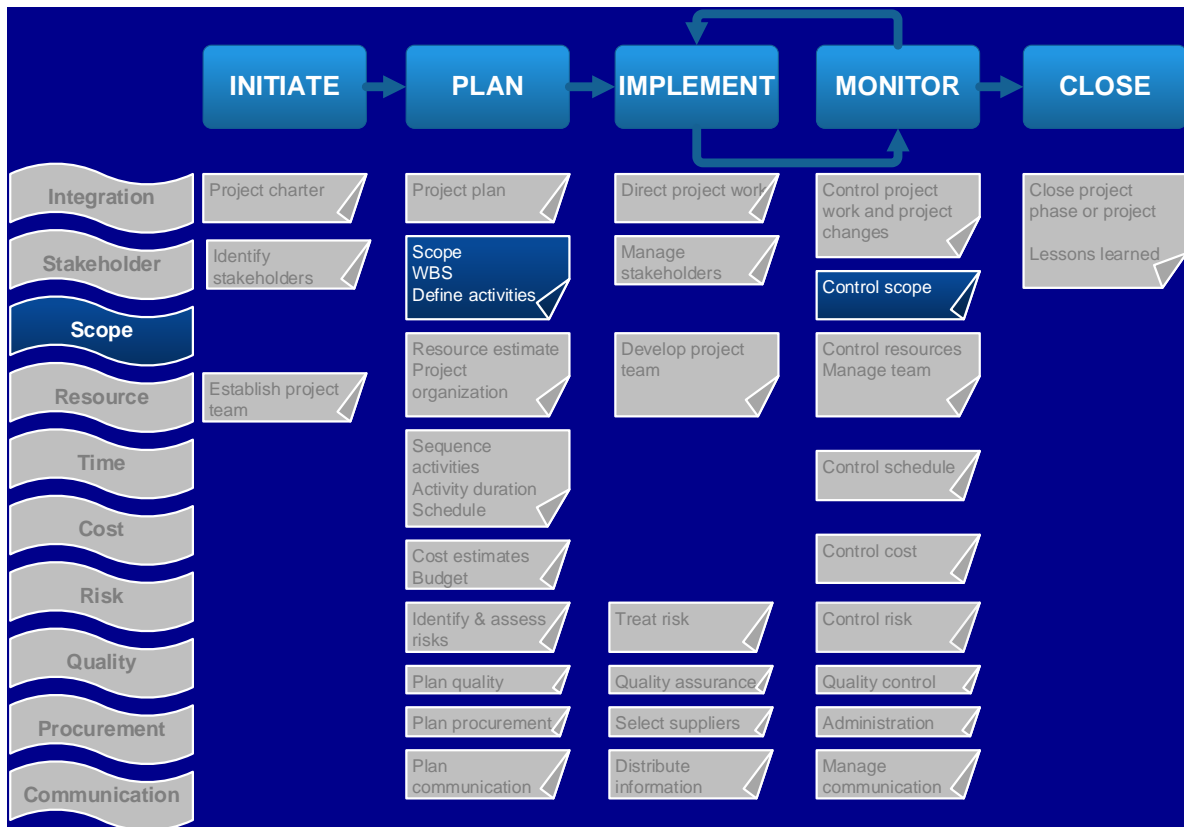 INITIATE
PLAN
IMPLEMENT
MONITOR
CLOSE
Integration
Project charter
Project plan
Direct project work
Control project
work and project
changes
Close project
phase or project
Lessons learned
Stakeholder
Identify
stakeholders
Scope
WBS
Define activities
Manage
stakeholders
Control scope
Scope
Resource estimate
Project
organization
Develop project
team
Control resources
Manage team
Resource
Establish project
team
Time
Sequence
activities
Activity duration
Schedule
Control schedule
Cost
Cost estimates
Budget
Control cost
Risk
Identify & assess
risks
Treat risk
Control risk
Quality
Plan quality
Quality assurance
Quality control
Procurement
Plan procurement
Select suppliers
Administration
Communication
Plan
communication
Distribute
information
Manage
communication